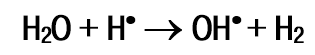 H₂O + H• → OH• + H₂